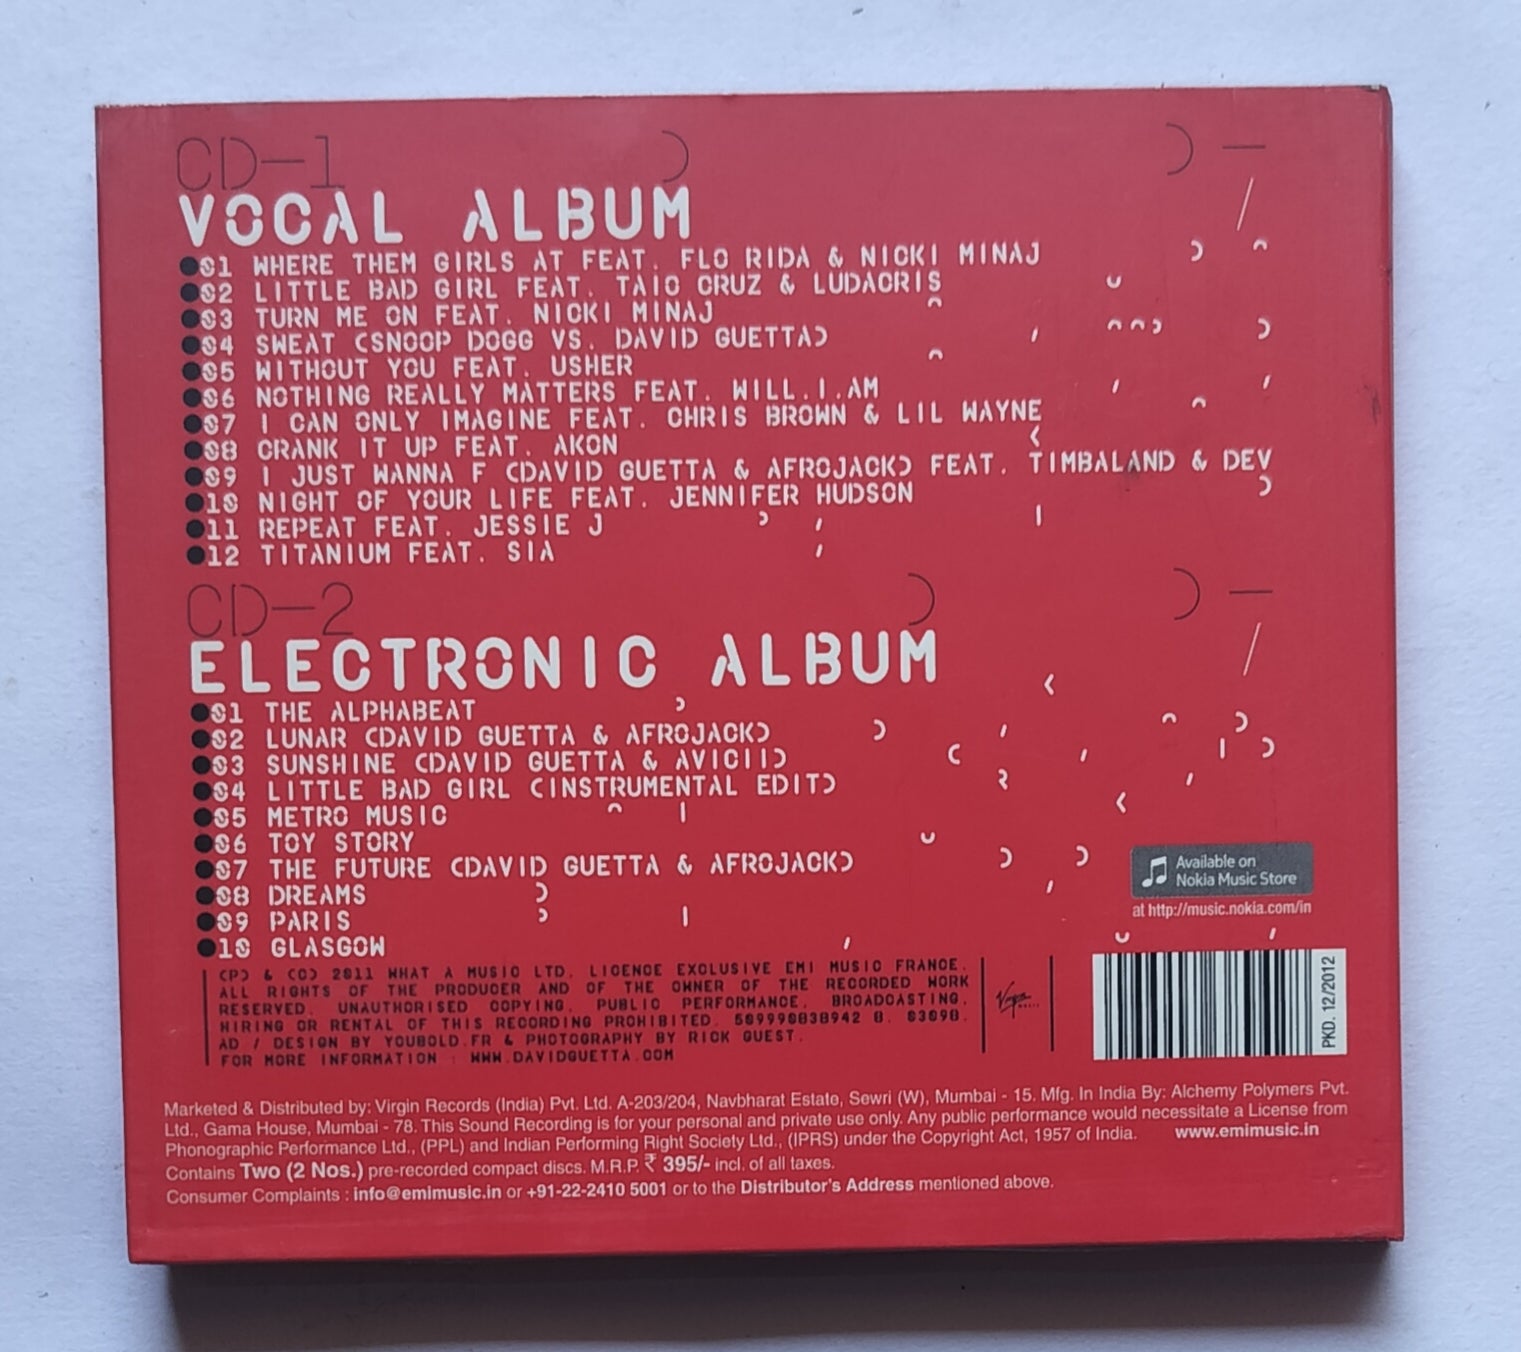 CD-1
VOCAL ALBUM
01 WHERE THEM GIRLS AT FEAT. FLO RIDA & NICKI MINAJ
02 LITTLE BAD GIRL FEAT. TAIO CRUZ & LUDACRIS
03 TURN ME ON FEAT. NICKI MINAJ
04 SWEAT (SNOOP DOGG VS. DAVID GUETTA)
05 WITHOUT YOU FEAT. USHER
06 NOTHING REALLY MATTERS FEAT. WILL.I.AM
07 I CAN ONLY IMAGINE FEAT. CHRIS BROWN & LIL WAYNE
08 CRANK IT UP FEAT. AKON
09 I JUST WANNA F (DAVID GUETTA & AFROJACK) FEAT. TIMBALAND & DEV
10 NIGHT OF YOUR LIFE FEAT. JENNIFER HUDSON
11 REPEAT FEAT. JESSIE J
12 TITANIUM FEAT. SIA
CD-2
ELECTRONIC ALBUM
01 THE ALPHABEAT
02 LUNAR (DAVID GUETTA & AFROJACK)
03 SUNSHINE (DAVID GUETTA & AVICII)
04 LITTLE BAD GIRL (INSTRUMENTAL EDIT)
05 METRO MUSIC
06 TOY STORY
07 THE FUTURE (DAVID GUETTA & AFROJACK)
08 DREAMS
09 PARIS
10 GLASGOW
Available on
Nokia Music Store
at http://music.nokia.com/in
(P) & (C) 2011 WHAT A MUSIC LTD, LICENCE EXCLUSIVE EMI MUSIC FRANCE.
ALL RIGHTS OF THE PRODUCER AND OF THE OWNER OF THE RECORDED WORK
RESERVED. UNAUTHORISED COPYING, PUBLIC PERFORMANCE, BROADCASTING,
HIRING OR RENTAL OF THIS RECORDING PROHIBITED. 509990838942 8. 03098.
AD / DESIGN BY YOUBOLD.FR & PHOTOGRAPHY BY RICK GUEST.
FOR MORE INFORMATION : WWW.DAVIDGUETTA.COM
Virgin
PKD. 12/2012
Marketed & Distributed by: Virgin Records (India) Pvt. Ltd. A-203/204, Navbharat Estate, Sewri (W), Mumbai - 15. Mfg. In India By: Alchemy Polymers Pvt.
Ltd., Gama House, Mumbai - 78. This Sound Recording is for your personal and private use only. Any public performance would necessitate a License from
Phonographic Performance Ltd., (PPL) and Indian Performing Right Society Ltd., (IPRS) under the Copyright Act, 1957 of India. www.emimusic.in
Contains Two (2 Nos.) pre-recorded compact discs. M.R.P. ₹ 395/- incl. of all taxes.
Consumer Complaints : info@emimusic.in or +91-22-2410 5001 or to the Distributor's Address mentioned above.